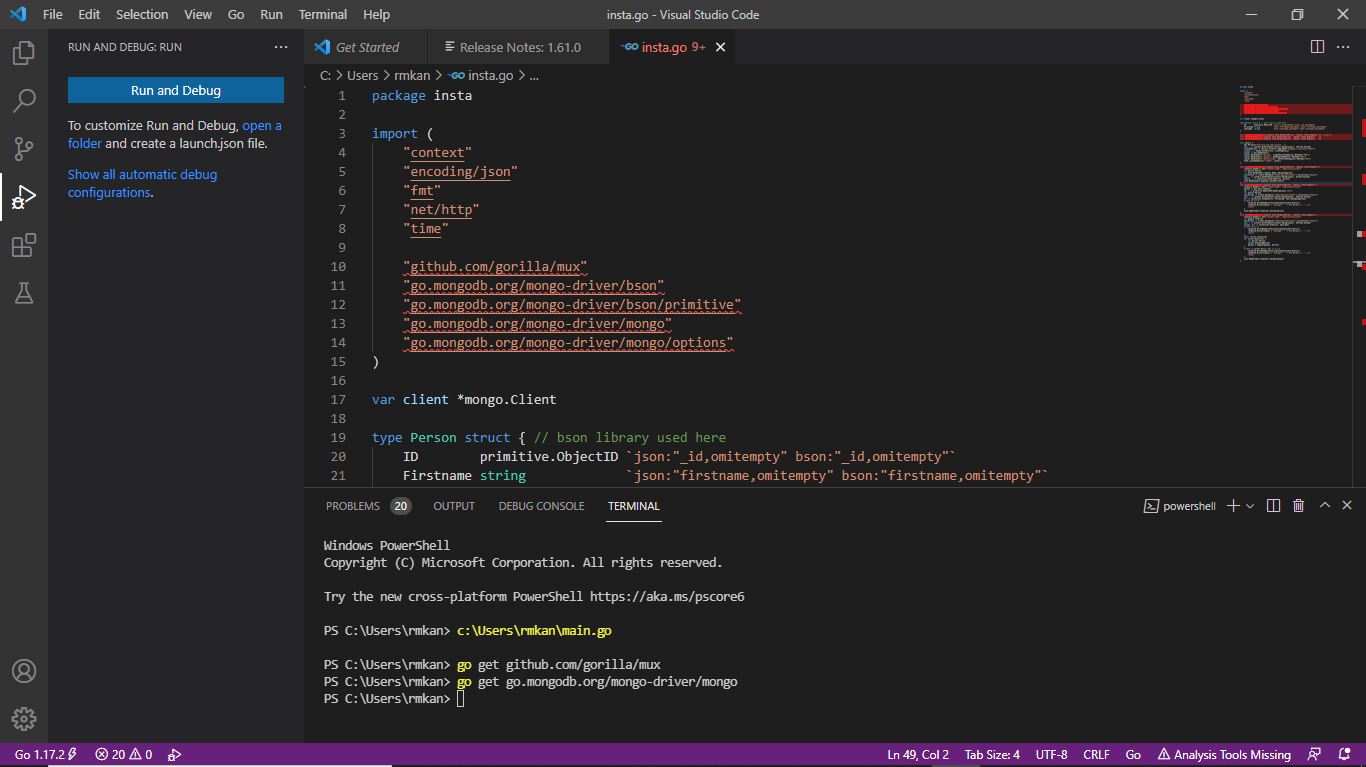 File Edit Selection View Go Run Terminal Help
insta.go - Visual Studio Code
RUN AND DEBUG: RUN
Run and Debug
To customize Run and Debug, open a
folder and create a launch.json file.
Show all automatic debug
configurations.
Get Started
Release Notes: 1.61.0
insta.go 9+
C: > Users > rmkan > insta.go > ...
1 package insta
2
3 import (
4 "context"
5 "encoding/json"
6 "fmt"
7 "net/http"
8 "time"
9
10 "github.com/gorilla/mux"
11 "go.mongodb.org/mongo-driver/bson"
12 "go.mongodb.org/mongo-driver/bson/primitive"
13 "go.mongodb.org/mongo-driver/mongo"
14 "go.mongodb.org/mongo-driver/mongo/options"
15 )
16
17 var client *mongo.Client
18
19 type Person struct { // bson library used here
20 ID primitive.ObjectID `json:"_id,omitempty" bson:"_id,omitempty"`
21 Firstname string `json:"firstname,omitempty" bson:"firstname,omitempty"`
PROBLEMS 20 OUTPUT DEBUG CONSOLE TERMINAL
powershell
Windows PowerShell
Copyright (C) Microsoft Corporation. All rights reserved.
Try the new cross-platform PowerShell https://aka.ms/pscore6
PS C:\Users\rmkan> c:\Users\rmkan\main.go
PS C:\Users\rmkan> go get github.com/gorilla/mux
PS C:\Users\rmkan> go get go.mongodb.org/mongo-driver/mongo
PS C:\Users\rmkan>
Go 1.17.2 20 0
Ln 49, Col 2 Tab Size: 4 UTF-8 CRLF Go Analysis Tools Missing